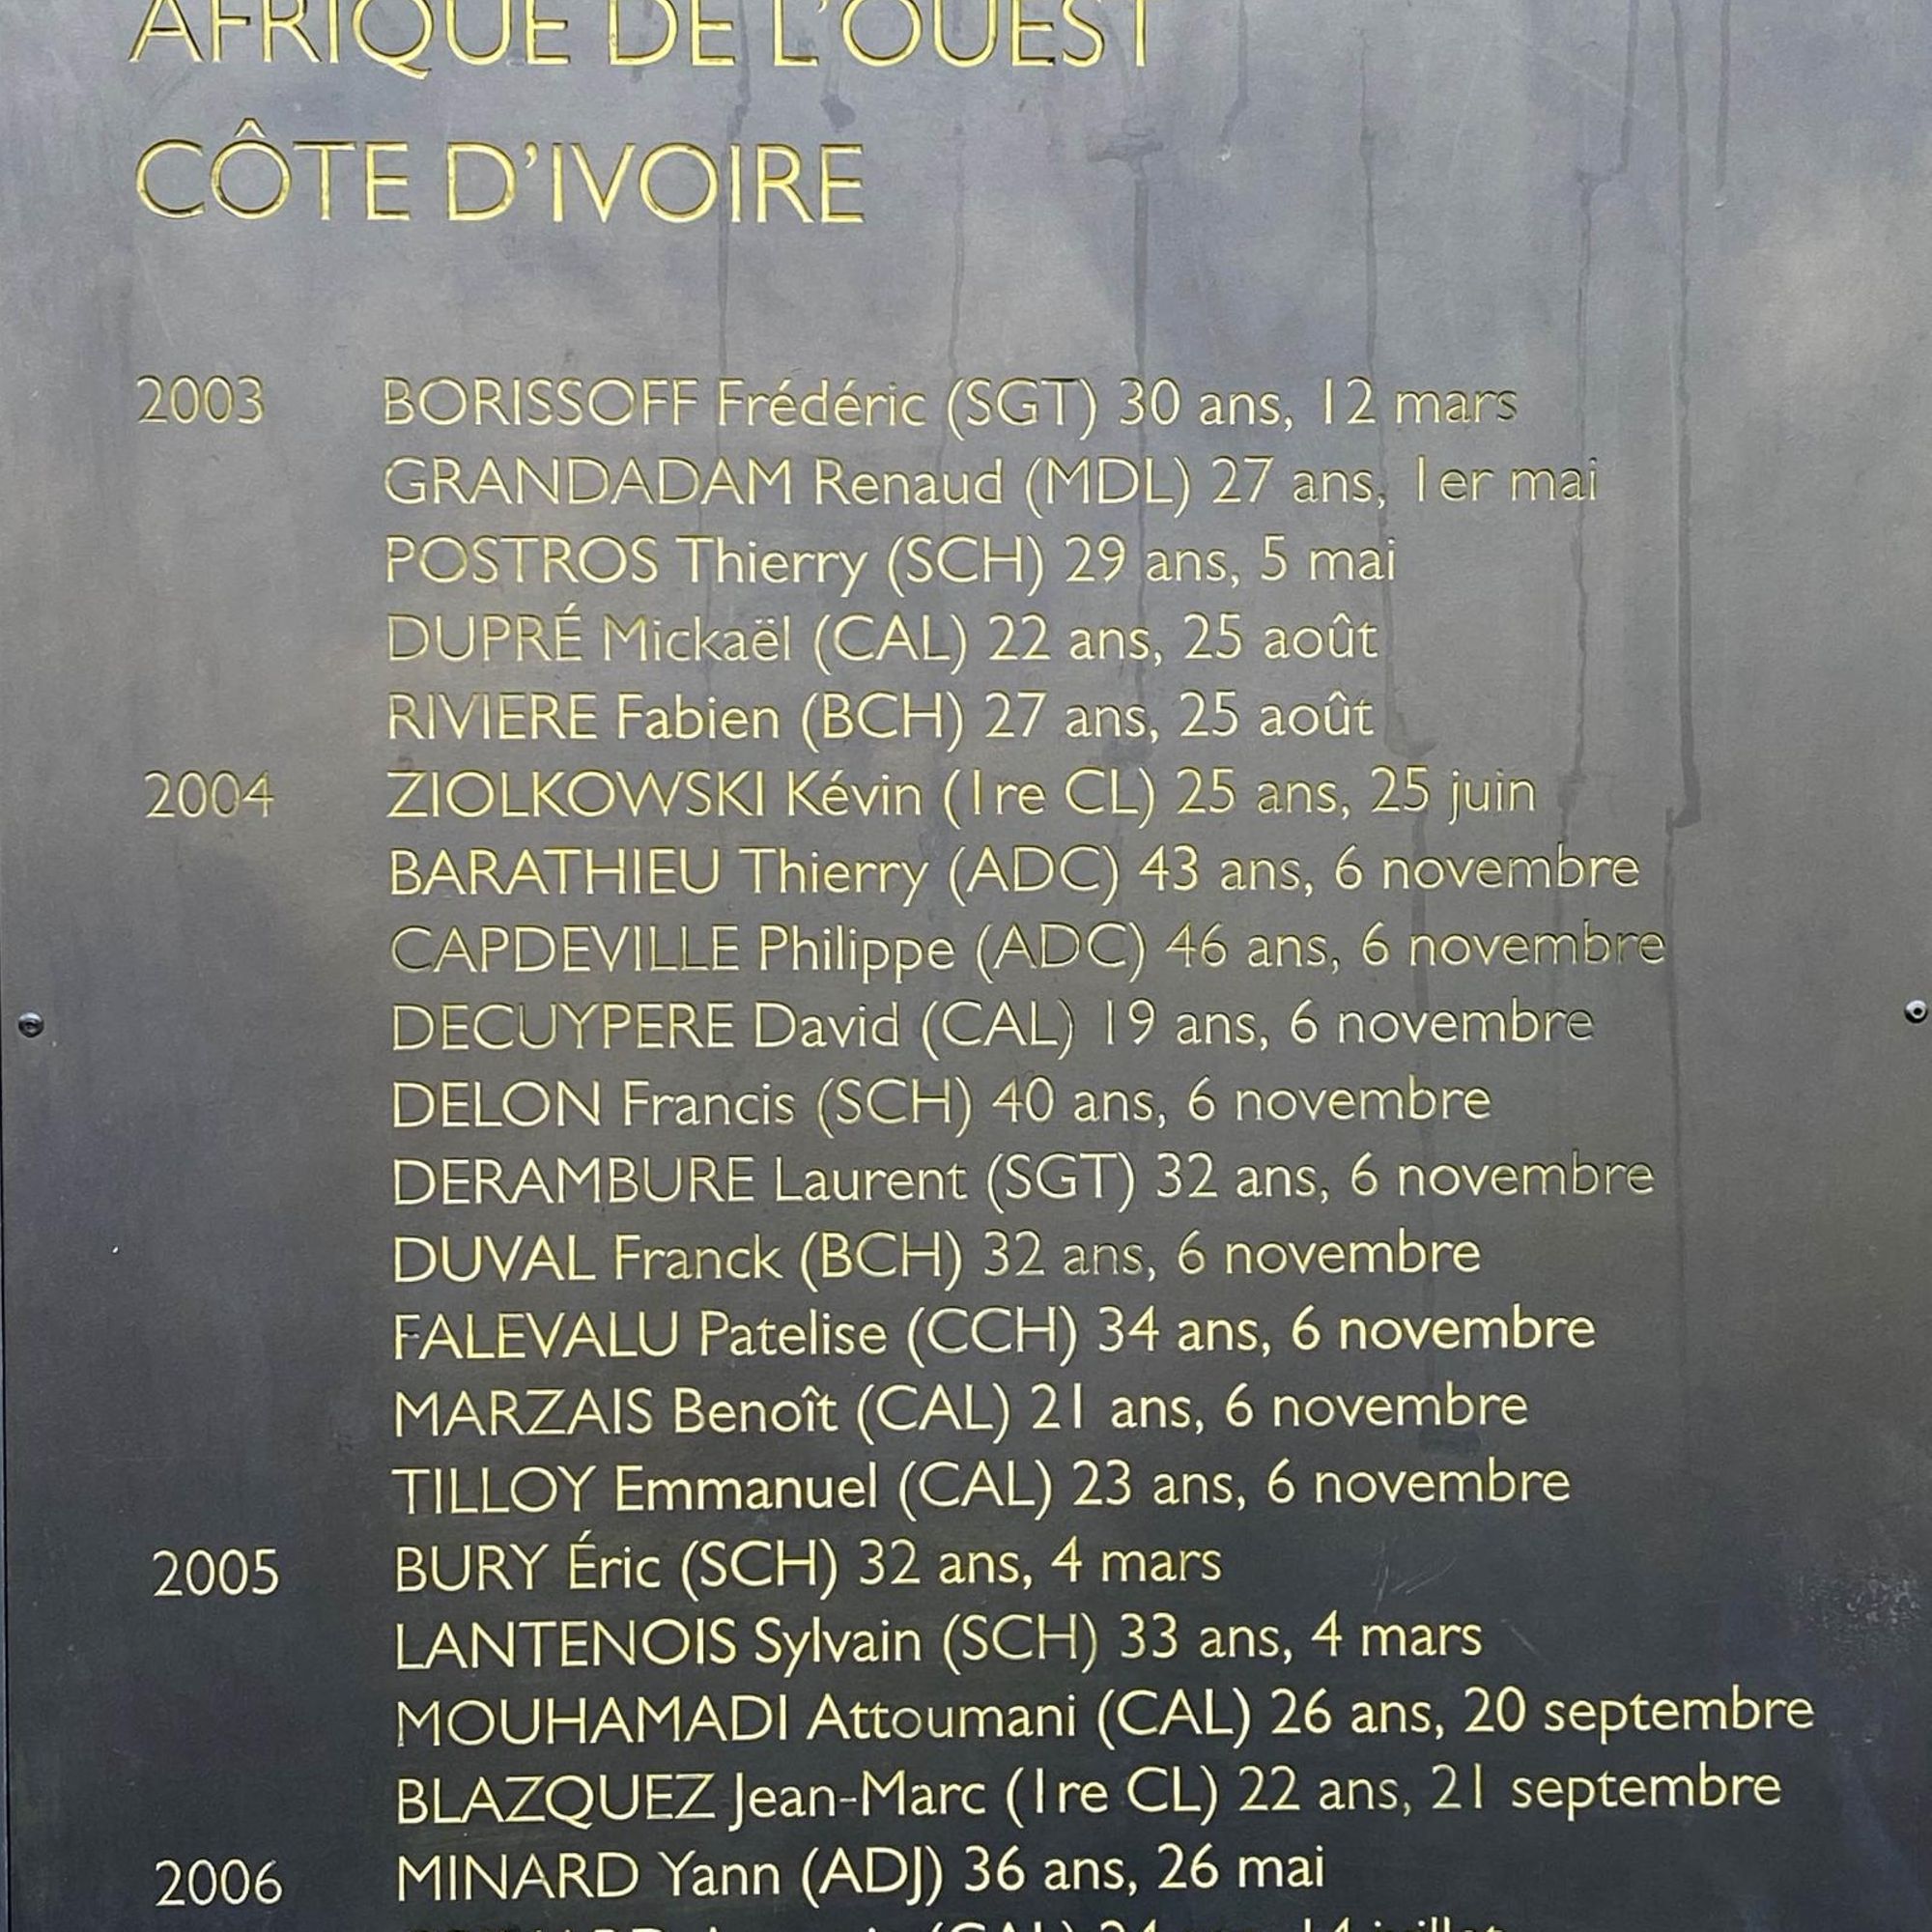 AFRIQUE DE L'OUEST
CÔTE D'IVOIRE
2003 BORISSOFF Frédéric (SGT) 30 ans, 12 mars
GRANDADAM Renaud (MDL) 27 ans, 1er mai
POSTROS Thierry (SCH) 29 ans, 5 mai
DUPRÉ Mickaël (CAL) 22 ans, 25 août
RIVIERE Fabien (BCH) 27 ans, 25 août
2004 ZIOLKOWSKI Kévin (1re CL) 25 ans, 25 juin
BARATHIEU Thierry (ADC) 43 ans, 6 novembre
CAPDEVILLE Philippe (ADC) 46 ans, 6 novembre
DECUYPERE David (CAL) 19 ans, 6 novembre
DELON Francis (SCH) 40 ans, 6 novembre
DERAMBURE Laurent (SGT) 32 ans, 6 novembre
DUVAL Franck (BCH) 32 ans, 6 novembre
FALEVALU Patelise (CCH) 34 ans, 6 novembre
MARZAIS Benoît (CAL) 21 ans, 6 novembre
TILLOY Emmanuel (CAL) 23 ans, 6 novembre
2005 BURY Éric (SCH) 32 ans, 4 mars
LANTENOIS Sylvain (SCH) 33 ans, 4 mars
MOUHAMADI Attoumani (CAL) 26 ans, 20 septembre
BLAZQUEZ Jean-Marc (1re CL) 22 ans, 21 septembre
2006 MINARD Yann (ADJ) 36 ans, 26 mai
(CAL) 24 ans, 14 juillet